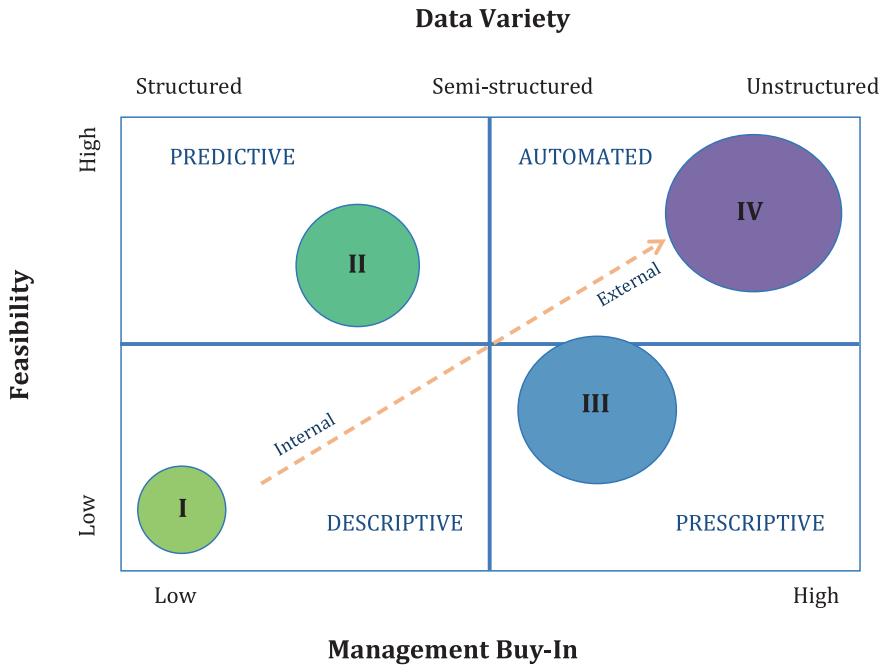 Data Variety
Structured Semi-structured Unstructured
High
PREDICTIVE AUTOMATED
IV
II
External
Feasibility
III
Internal
I
DESCRIPTIVE PRESCRIPTIVE
Low
Low High
Management Buy-In